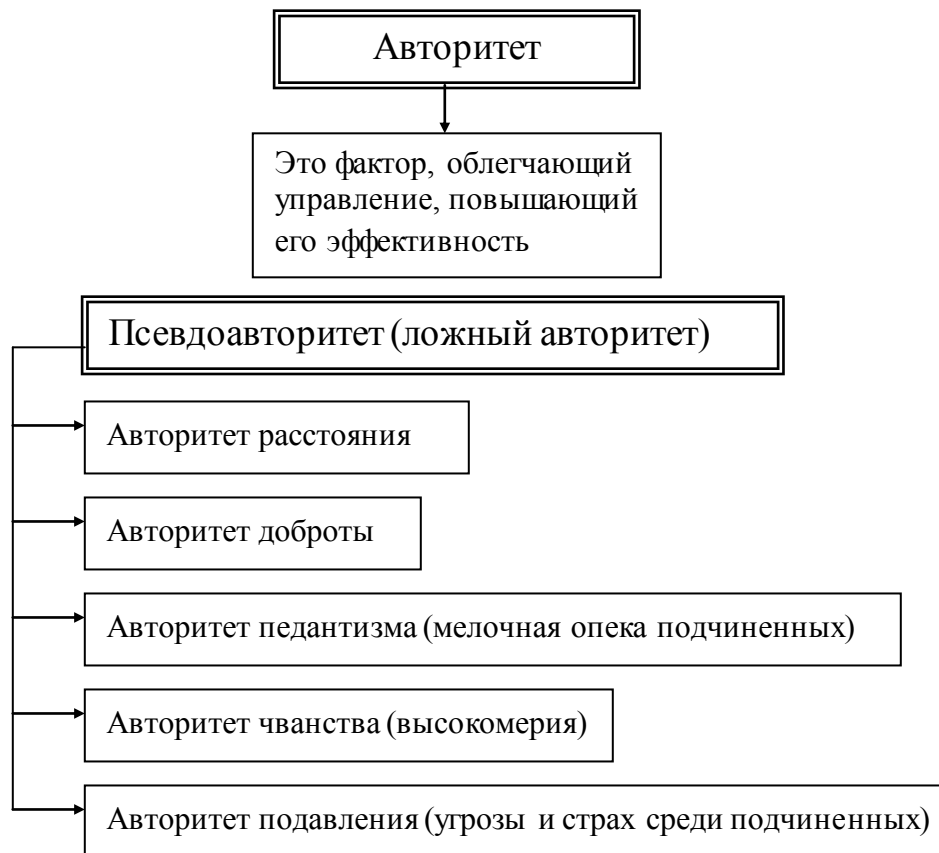 Авторитет
Это фактор, облегчающий
управление, повышающий
его эффективность
Псевдоавторитет (ложный авторитет)
Авторитет расстояния
Авторитет доброты
Авторитет педантизма (мелочная опека подчиненных)
Авторитет чванства (высокомерия)
Авторитет подавления (угрозы и страх среди подчиненных)